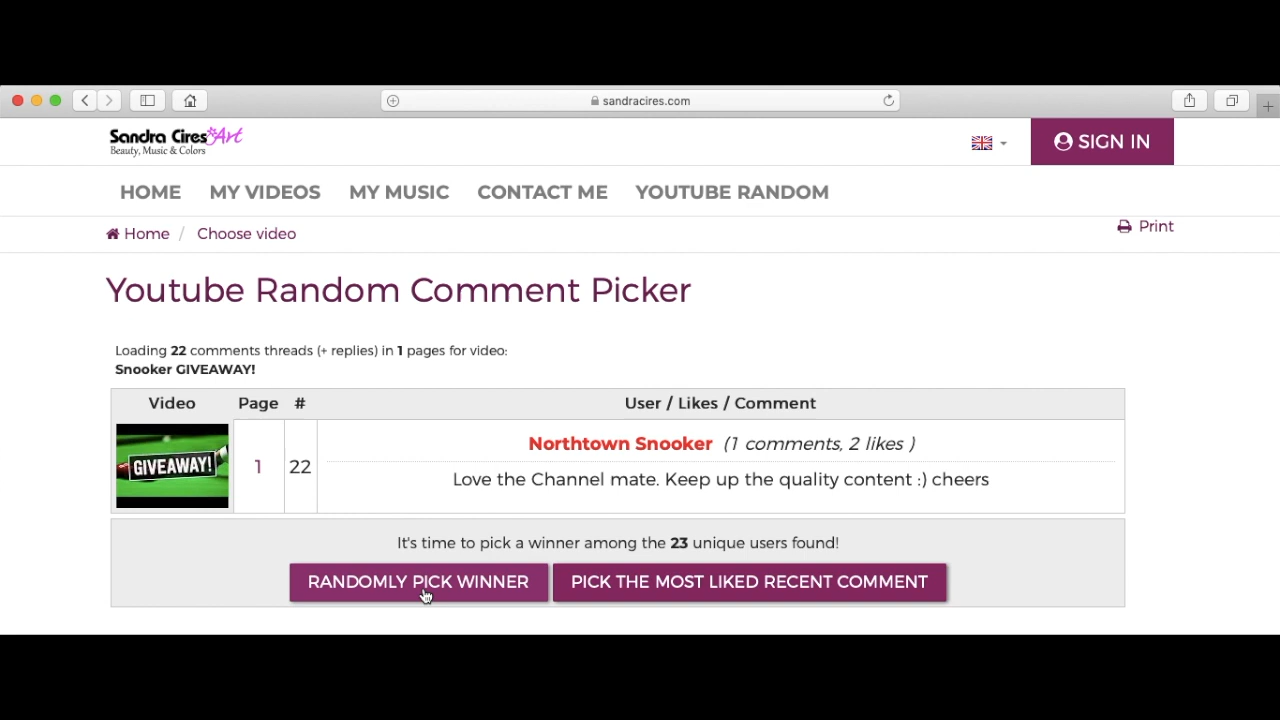 sandracires.com
Sandra Cires Art
Beauty, Music & Colors
SIGN IN
HOME MY VIDEOS MY MUSIC CONTACT ME YOUTUBE RANDOM
Home / Choose video
Print
Youtube Random Comment Picker
Loading 22 comments threads (+ replies) in 1 pages for video:
Snooker GIVEAWAY!
Video Page # User / Likes / Comment
GIVEAWAY!
1 22
Northtown Snooker (1 comments, 2 likes )
Love the Channel mate. Keep up the quality content :) cheers
It's time to pick a winner among the 23 unique users found!
RANDOMLY PICK WINNER PICK THE MOST LIKED RECENT COMMENT